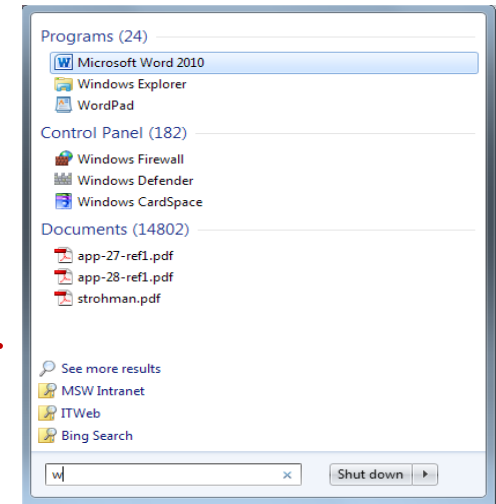 Programs (24)
Microsoft Word 2010
Windows Explorer
WordPad
Control Panel (182)
Windows Firewall
Windows Defender
Windows CardSpace
Documents (14802)
app-27-ref1.pdf
app-28-ref1.pdf
strohman.pdf
See more results
MSW Intranet
ITWeb
Bing Search
w
Shut down